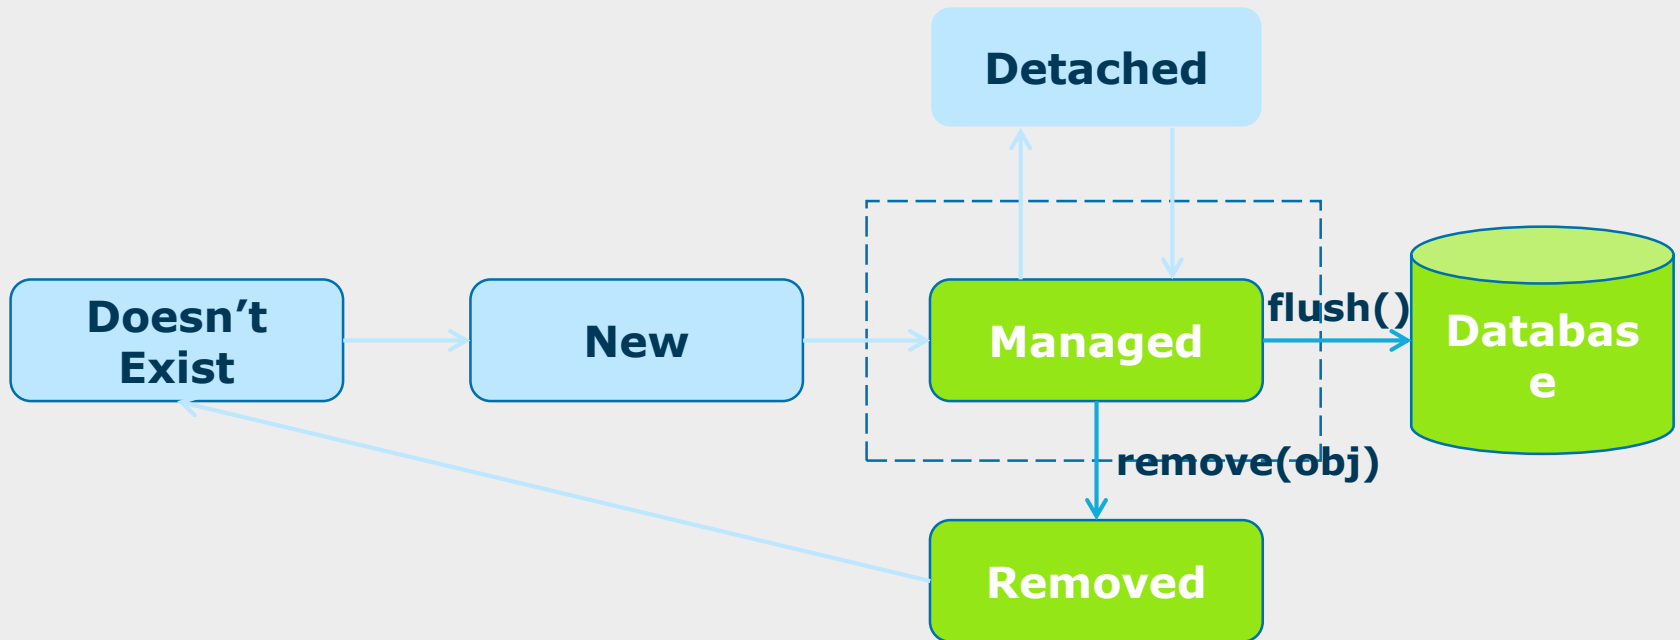 Detached
Doesn’t
Exist
New
Managed
flush()
Databas
e
remove(obj)
Removed